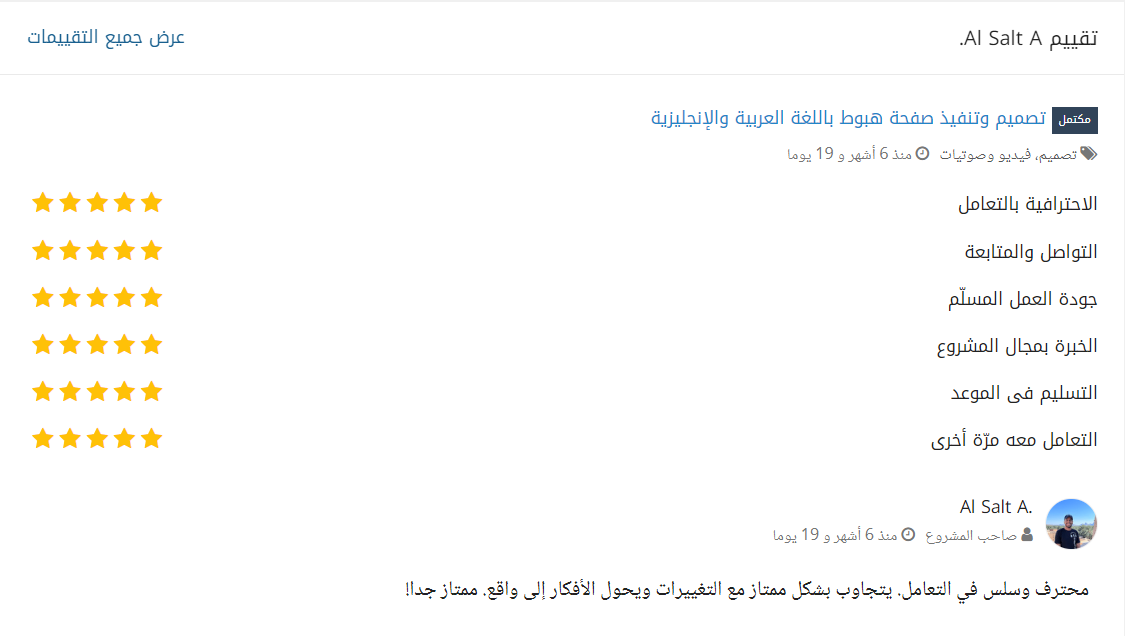 تقييم Al Salt A.
عرض جميع التقييمات
مكتمل تصميم وتنفيذ صفحة هبوط باللغة العربية والإنجليزية
تصميم، فيديو وصوتيات منذ 6 أشهر و 19 يوما
الاحترافية بالتعامل
التواصل والمتابعة
جودة العمل المسلّم
الخبرة بمجال المشروع
التسليم فى الموعد
التعامل معه مرّة أخرى
Al Salt A.
صاحب المشروع منذ 6 أشهر و 19 يوما
محترف وسلس في التعامل. يتجاوب بشكل ممتاز مع التغييرات ويحول الأفكار إلى واقع. ممتاز جدا!